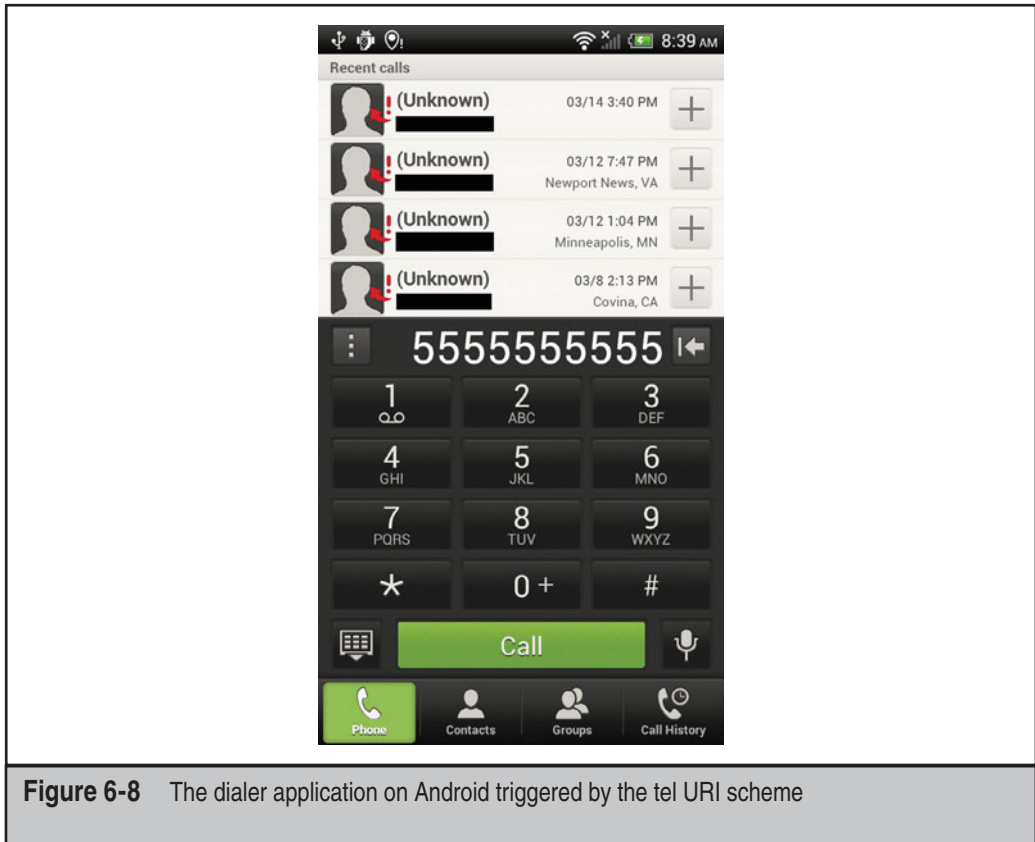 8:39 AM
Recent calls
(Unknown) 03/14 3:40 PM
(Unknown) 03/12 7:47 PM
Newport News, VA
(Unknown) 03/12 1:04 PM
Minneapolis, MN
(Unknown) 03/8 2:13 PM
Covina, CA
5555555555
1 2 3
ABC DEF
4 5 6
GHI JKL MNO
7 8 9
PQRS TUV WXYZ
* 0 + #
Call
Phone Contacts Groups Call History
Figure 6-8 The dialer application on Android triggered by the tel URI scheme